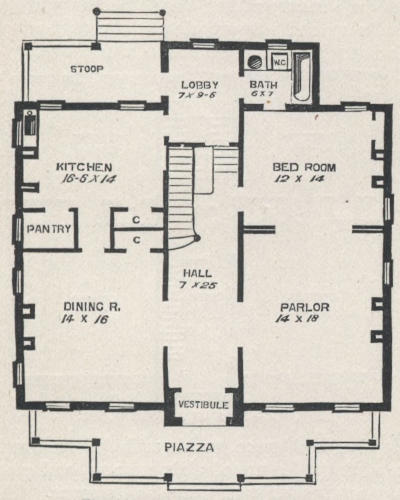 STOOP
LOBBY
7 X 9-6
BATH
6 X 7
W.C.
KITCHEN
16-6 X 14
BED ROOM
12 X 14
PANTRY
C
C
HALL
7 X 25
DINING R.
14 X 16
PARLOR
14 X 18
VESTIBULE
PIAZZA